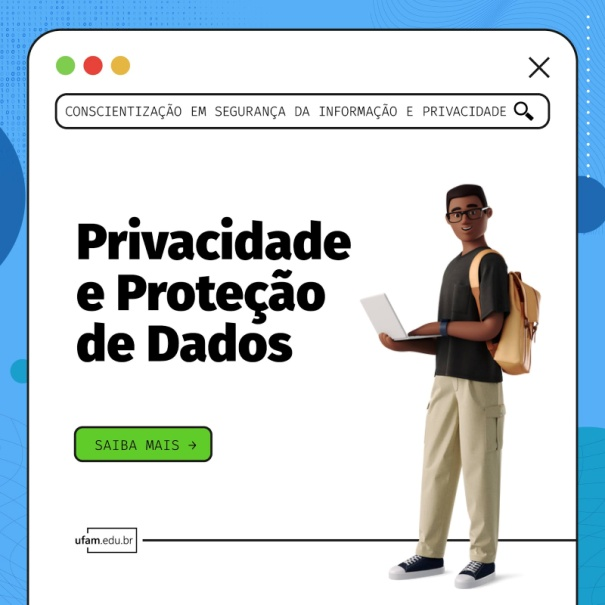 CONSCIENTIZAÇÃO EM SEGURANÇA DA INFORMAÇÃO E PRIVACIDADE
Privacidade
e Proteção
de Dados
SAIBA MAIS →
ufam.edu.br